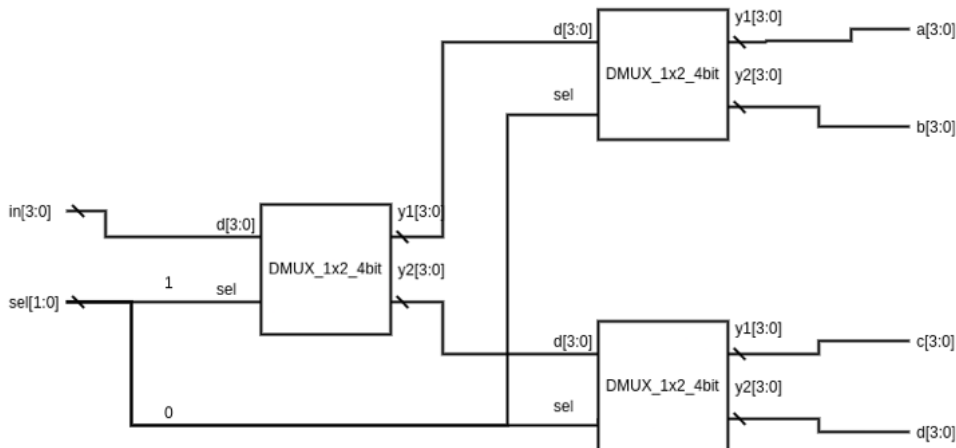 y1[3:0]
d[3:0]
a[3:0]
DMUX_1x2_4bit
y2[3:0]
sel
b[3:0]
in[3:0]
d[3:0]
y1[3:0]
DMUX_1x2_4bit
y2[3:0]
1
sel
sel[1:0]
y1[3:0]
d[3:0]
c[3:0]
DMUX_1x2_4bit
y2[3:0]
0
sel
d[3:0]